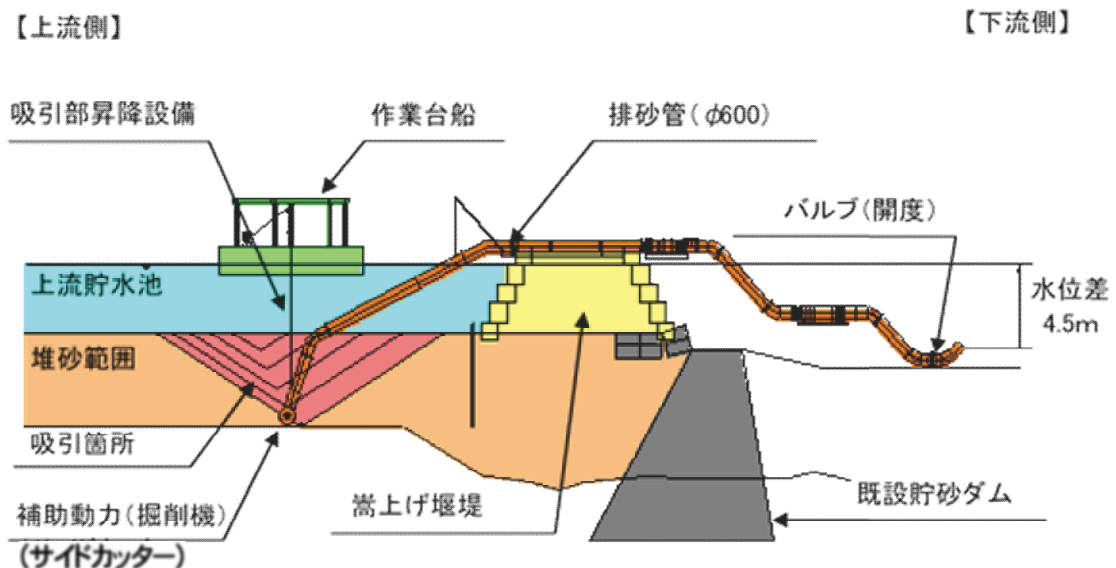 【上流側】
【下流側】
吸引部昇降設備
作業台船
排砂管(φ600)
バルブ(開度)
上流貯水池
水位差
4.5m
堆砂範囲
吸引箇所
補助動力(掘削機)
(サイドカッター)
嵩上げ堰堤
既設貯砂ダム